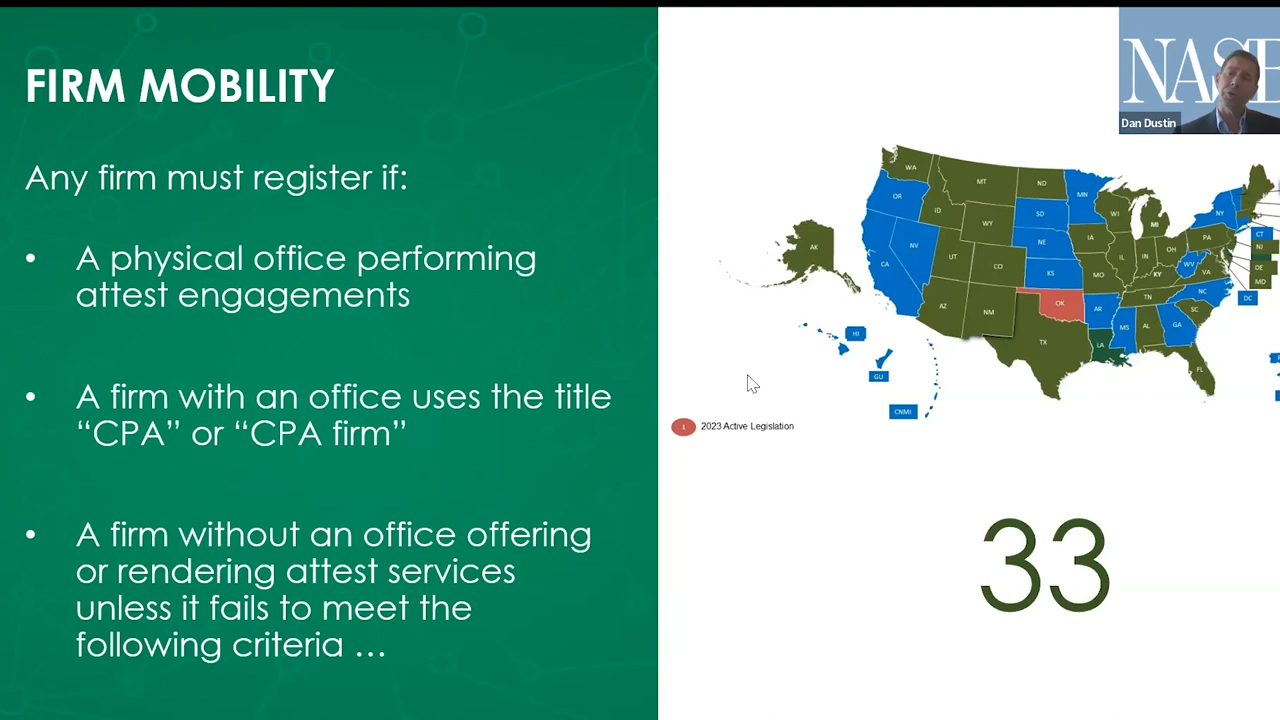 FIRM MOBILITY
Any firm must register if:
• A physical office performing
attest engagements
• A firm with an office uses the title
“CPA” or “CPA firm”
• A firm without an office offering
or rendering attest services
unless it fails to meet the
following criteria …
Dan Dustin
WA
MT
ND
MN
OR
ID
WY
SD
WI
MI
NY
NV
UT
CO
NE
IA
IL
IN
OH
PA
CT
NJ
DE
MD
DC
CA
KS
MO
KY
WV
VA
AZ
NM
OK
AR
TN
NC
SC
TX
LA
MS
AL
GA
FL
AK
HI
GU
CNMI
1 2023 Active Legislation
33